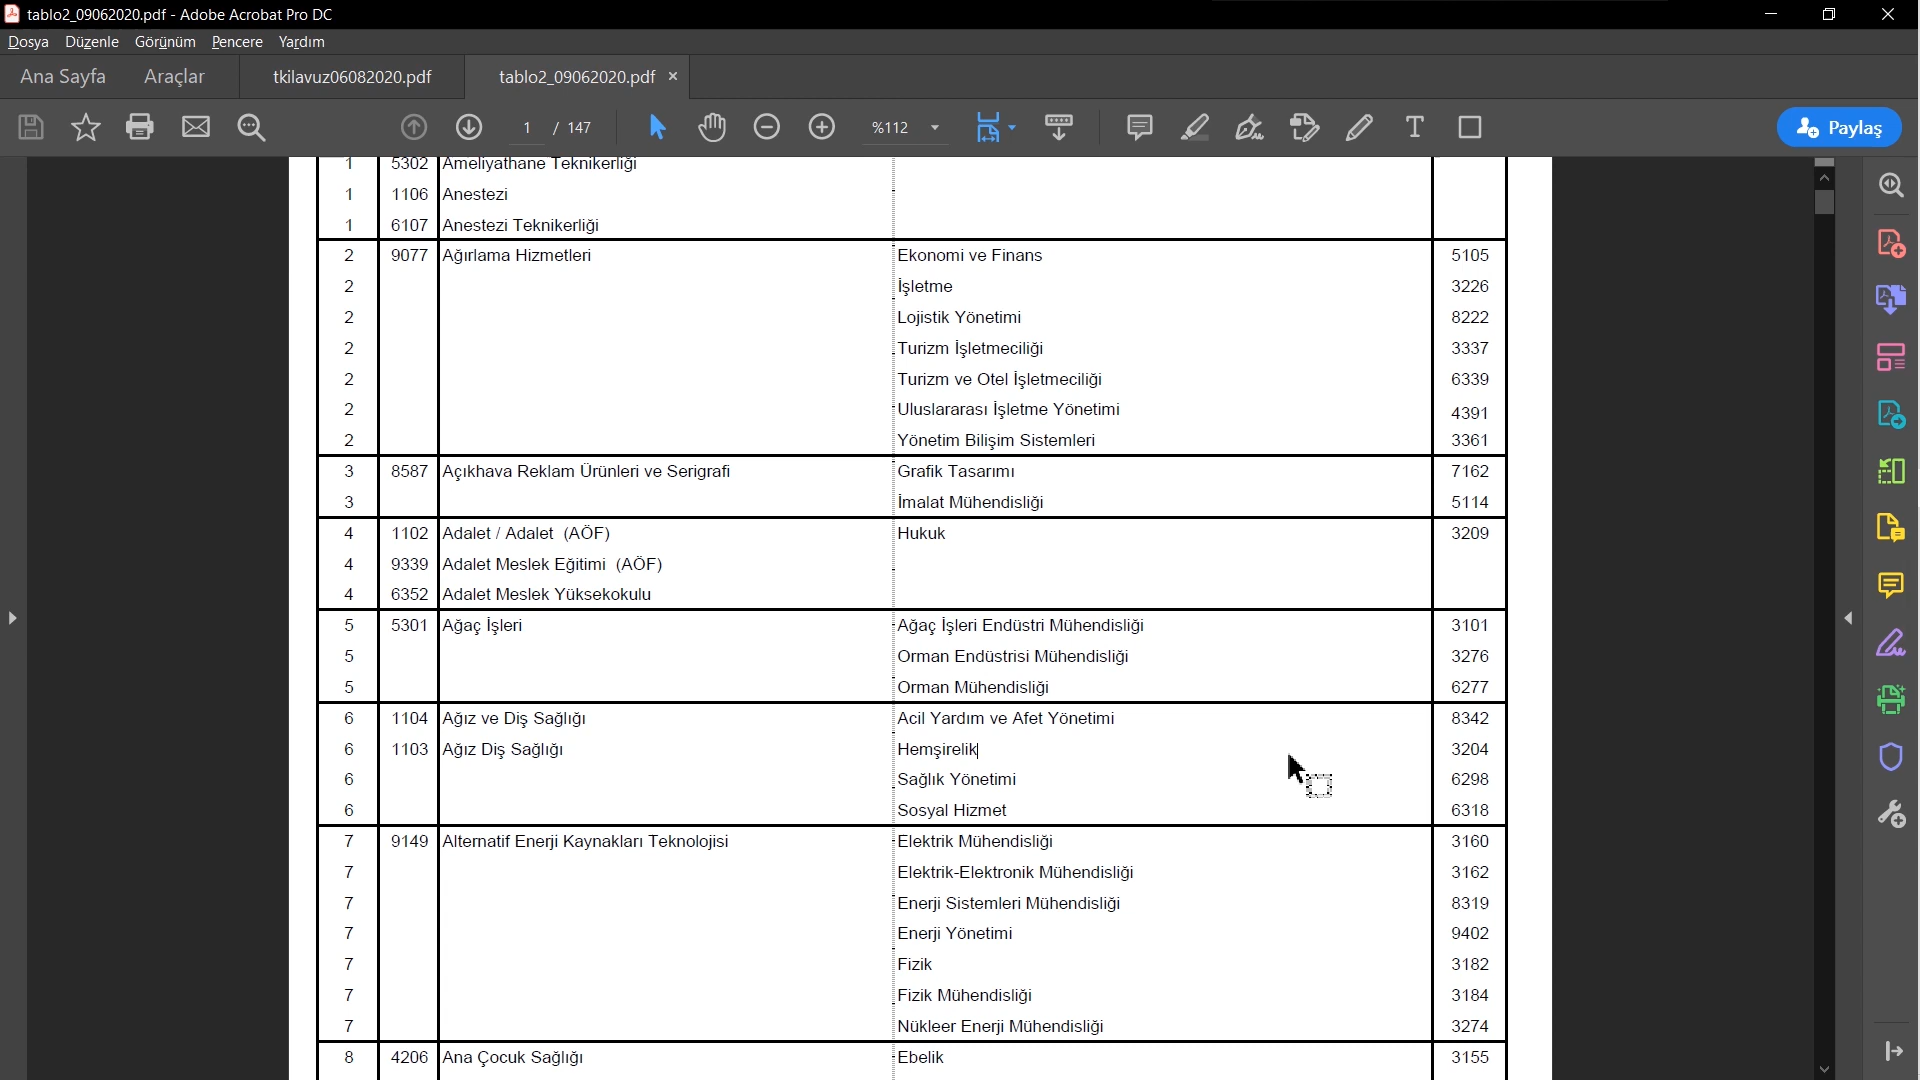 tablo2_09062020.pdf - Adobe Acrobat Pro DC
Dosya Düzenle Görünüm Pencere Yardım
Ana Sayfa Araçlar tkilavuz06082020.pdf tablo2_09062020.pdf ×
1 / 147 %112 Paylaş
1 5302 Ameliyathane Teknikerliği
1 1106 Anestezi
1 6107 Anestezi Teknikerliği
2 9077 Ağırlama Hizmetleri Ekonomi ve Finans 5105
2 İşletme 3226
2 Lojistik Yönetimi 8222
2 Turizm İşletmeciliği 3337
2 Turizm ve Otel İşletmeciliği 6339
2 Uluslararası İşletme Yönetimi 4391
2 Yönetim Bilişim Sistemleri 3361
3 8587 Açıkhava Reklam Ürünleri ve Serigrafi Grafik Tasarımı 7162
3 İmalat Mühendisliği 5114
4 1102 Adalet / Adalet (AÖF) Hukuk 3209
4 9339 Adalet Meslek Eğitimi (AÖF)
4 6352 Adalet Meslek Yüksekokulu
5 5301 Ağaç İşleri Ağaç İşleri Endüstri Mühendisliği 3101
5 Orman Endüstrisi Mühendisliği 3276
5 Orman Mühendisliği 6277
6 1104 Ağız ve Diş Sağlığı Acil Yardım ve Afet Yönetimi 8342
6 1103 Ağız Diş Sağlığı Hemşirelik 3204
6 Sağlık Yönetimi 6298
6 Sosyal Hizmet 6318
7 9149 Alternatif Enerji Kaynakları Teknolojisi Elektrik Mühendisliği 3160
7 Elektrik-Elektronik Mühendisliği 3162
7 Enerji Sistemleri Mühendisliği 8319
7 Enerji Yönetimi 9402
7 Fizik 3182
7 Fizik Mühendisliği 3184
7 Nükleer Enerji Mühendisliği 3274
8 4206 Ana Çocuk Sağlığı Ebelik 3155